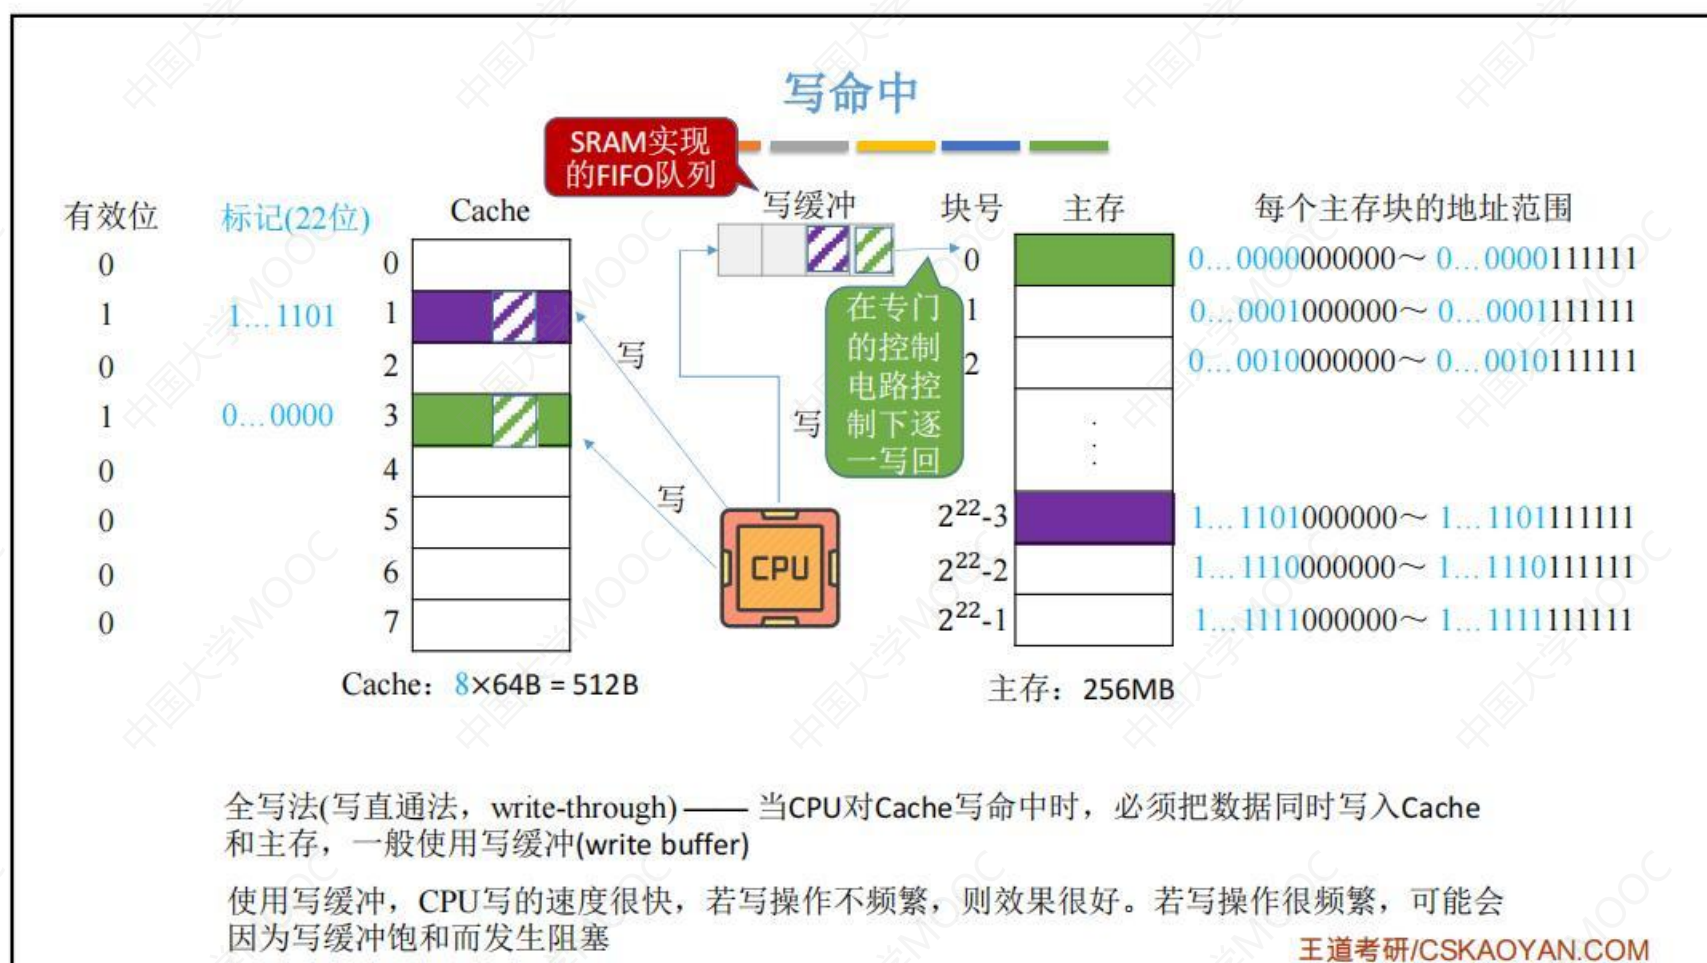 写命中
SRAM实现
的FIFO队列
有效位 标记(22位) Cache 写缓冲 块号 主存 每个主存块的地址范围
0 0 0 0…0000000000～ 0…0000111111
1 1…1101 1 1 0…0001000000～ 0…0001111111
0 2 2 0…0010000000～ 0…0010111111
1 0…0000 3
0 4
0 5 2²²-3 1…1101000000～ 1…1101111111
0 6 2²²-2 1…1110000000～ 1…1110111111
0 7 2²²-1 1…1111000000～ 1…1111111111
在专门
的控制
电路控
制下逐
一写回
写
写
写
CPU
Cache：8×64B = 512B
主存：256MB
全写法(写直通法，write-through) —— 当CPU对Cache写命中时，必须把数据同时写入Cache
和主存，一般使用写缓冲(write buffer)
使用写缓冲，CPU写的速度很快，若写操作不频繁，则效果很好。若写操作很频繁，可能会
因为写缓冲饱和而发生阻塞
王道考研/CSKAOYAN.COM
中国大学MOOC